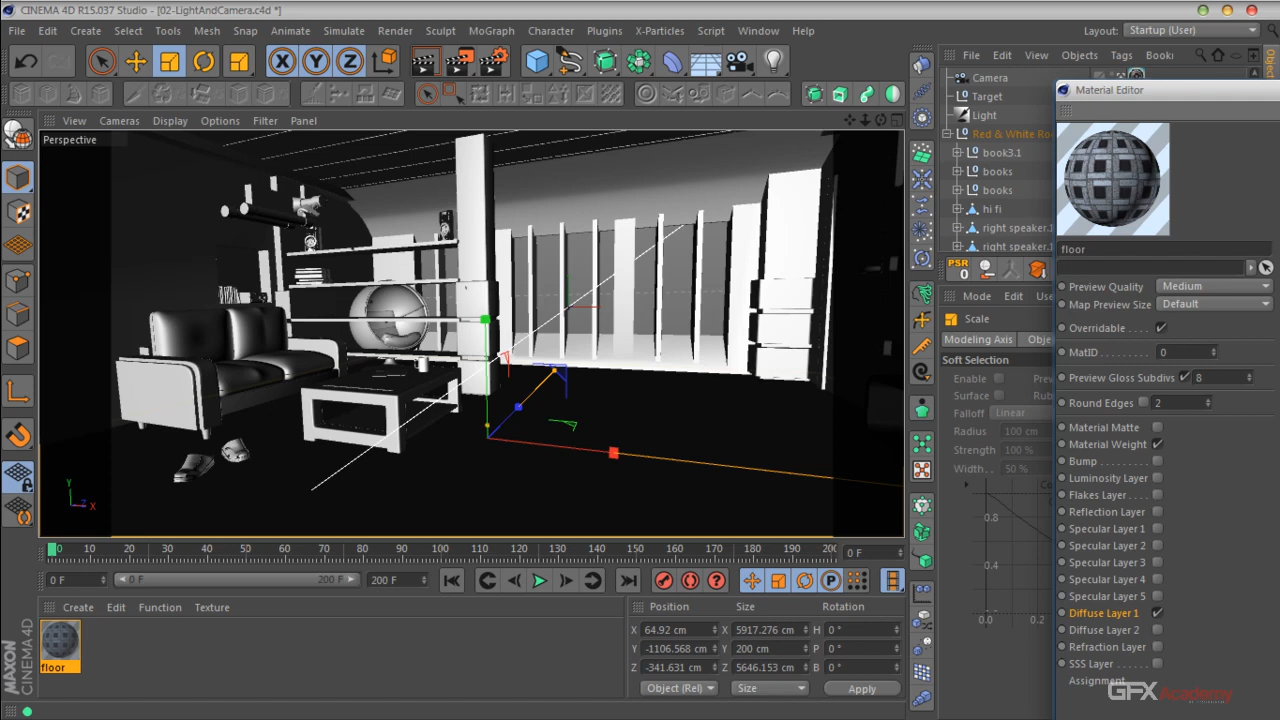 CINEMA 4D R15.037 Studio - [02-LightAndCamera.c4d *]
File Edit Create Select Tools Mesh Snap Animate Simulate Render Sculpt MoGraph Character Plugins X-Particles Script Window Help
Layout: Startup (User)
X Y Z
File Edit View Objects Tags Booki
Object
View Cameras Display Options Filter Panel
Perspective
Camera
Target
Light
Red & White Ro
book3.1
books
books
hi fi
right speaker.
right speaker.1
PSR
0
Mode Edit Use
Scale
Modeling Axis Obje
Soft Selection
Enable Prev
Surface Rub
Falloff Linear
Radius 100 cm
Strength 100 %
Width 50 %
0.8
0.4
0.0 0.2
Material Editor
floor
Preview Quality Medium
Map Preview Size Default
Overridable
MatID 0
Preview Gloss Subdivs 8
Round Edges 2
Material Matte
Material Weight
Bump
Luminosity Layer
Flakes Layer
Reflection Layer
Specular Layer 1
Specular Layer 2
Specular Layer 3
Specular Layer 4
Specular Layer 5
Diffuse Layer 1
Diffuse Layer 2
Refraction Layer
SSS Layer
Assignment
GFX Academy
Y
Z X
0 10 20 30 40 50 60 70 80 90 100 110 120 130 140 150 160 170 180 190 200 0 F
0 F 0 F 200 F 200 F
P
Create Edit Function Texture
floor
Position Size Rotation
X 64.92 cm X 5917.276 cm H 0 °
Y -1106.568 cm Y 200 cm P 0 °
Z -341.631 cm Z 5646.153 cm B 0 °
Object (Rel) Size Apply
MAXON
CINEMA 4D